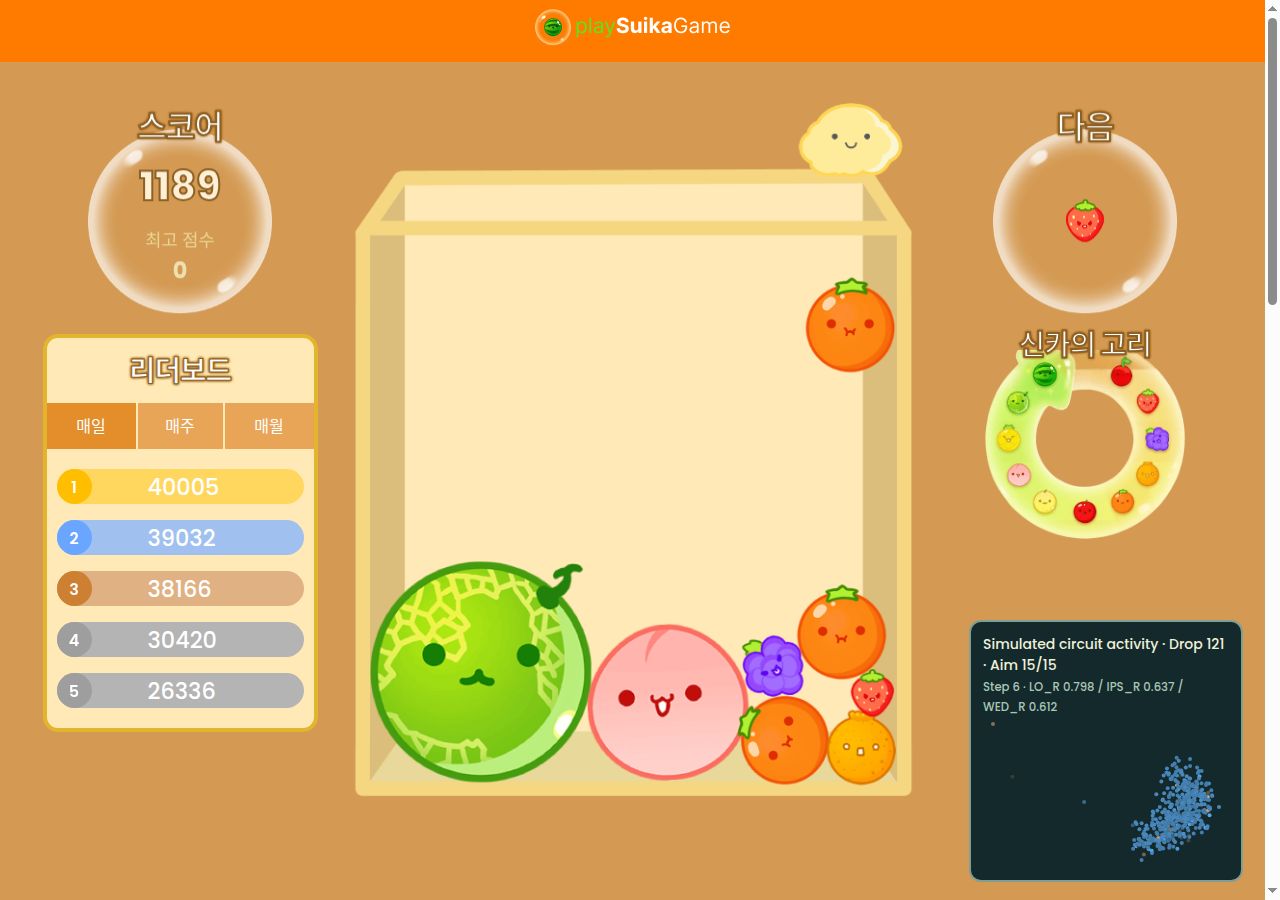 playSuikaGame
스코어
1189
최고 점수
0
다음
신카의 고리
리더보드
매일 매주 매월
1 40005
2 39032
3 38166
4 30420
5 26336
Simulated circuit activity · Drop 121
· Aim 15/15
Step 6 · LO_R 0.798 / IPS_R 0.637 /
WED_R 0.612